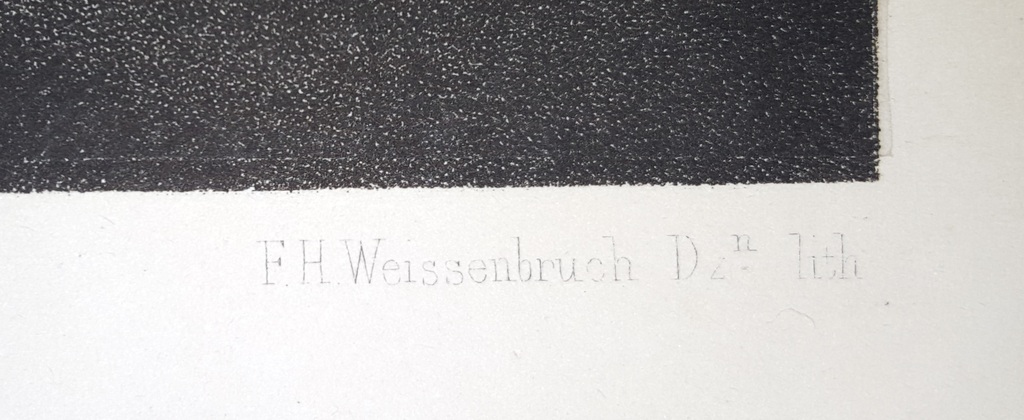 F. H. Weissenbruch Dzⁿ. lith